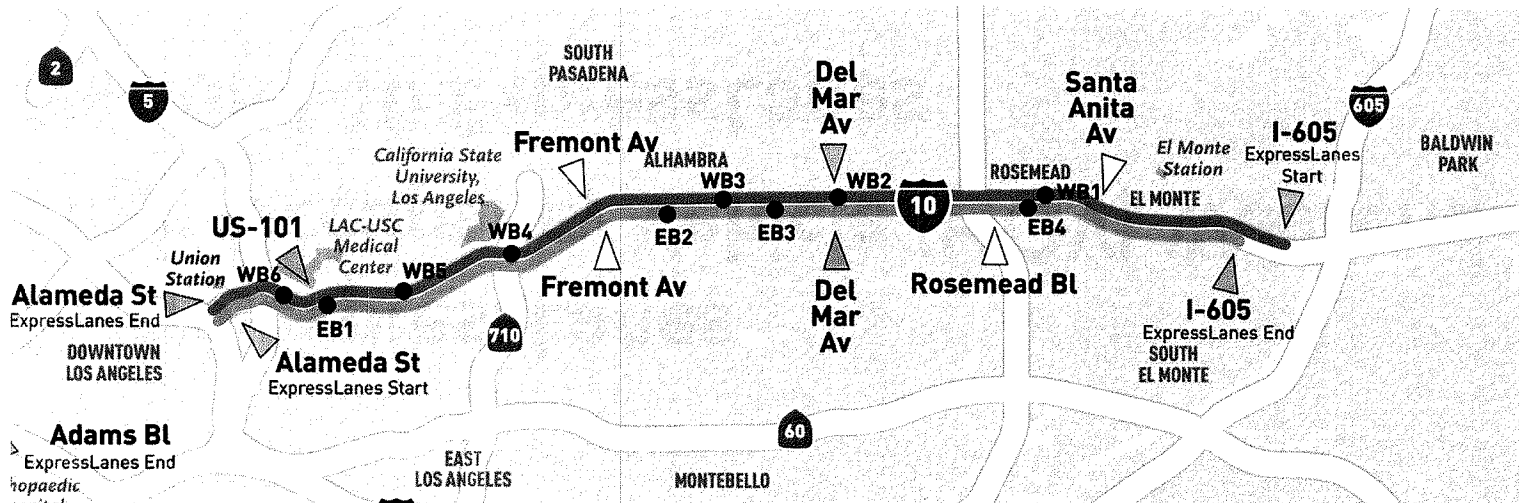 2
5
SOUTH
PASADENA
Del
Mar
Av
Santa
Anita
Av
605
I-605
ExpressLanes
Start
BALDWIN
PARK
Fremont Av
ALHAMBRA
California State
University,
Los Angeles
El Monte
Station
ROSEMEAD
EL MONTE
WB3
WB2
WB1
10
EB2
EB3
EB4
US-101
LAC-USC
Medical
Center
WB4
Union
Station
WB6
WB5
Alameda St
ExpressLanes End
EB1
Fremont Av
Del
Mar
Av
Rosemead Bl
I-605
ExpressLanes End
SOUTH
EL MONTE
710
DOWNTOWN
LOS ANGELES
Alameda St
ExpressLanes Start
60
Adams Bl
ExpressLanes End
hopaedic
EAST
LOS ANGELES
MONTEBELLO